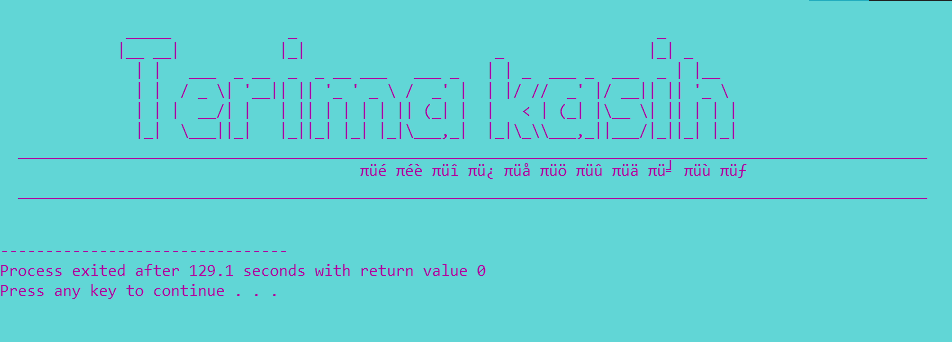 Terima kasih
πüé πéè πüî πü¿ πüå πüö πüû πüä πü╛ πüù πüƒ
--------------------------------
Process exited after 129.1 seconds with return value 0
Press any key to continue . . .